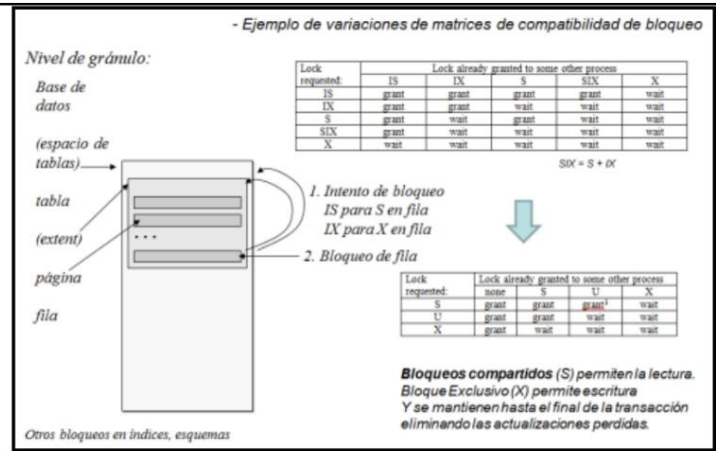 - Ejemplo de variaciones de matrices de compatibilidad de bloqueo
Nivel de gránulo:
Base de
datos
(espacio de
tablas)
tabla
(extent)
página
fila
Lock requested: Lock already granted to some other process
IS IX S SIX X
IS grant grant grant grant wait
IX grant grant wait wait wait
S grant wait grant wait wait
SIX grant wait wait wait wait
X wait wait wait wait wait
SIX = S + IX
1. Intento de bloqueo
IS para S en fila
IX para X en fila
2. Bloqueo de fila
...
Lock requested: Lock already granted to some other process
none S U X
S grant grant grant¹ wait
U grant grant wait wait
X grant wait wait wait
Bloqueos compartidos (S) permiten la lectura.
Bloque Exclusivo (X) permite escritura
Y se mantienen hasta el final de la transacción
eliminando las actualizaciones perdidas.
Otros bloqueos en índices, esquemas